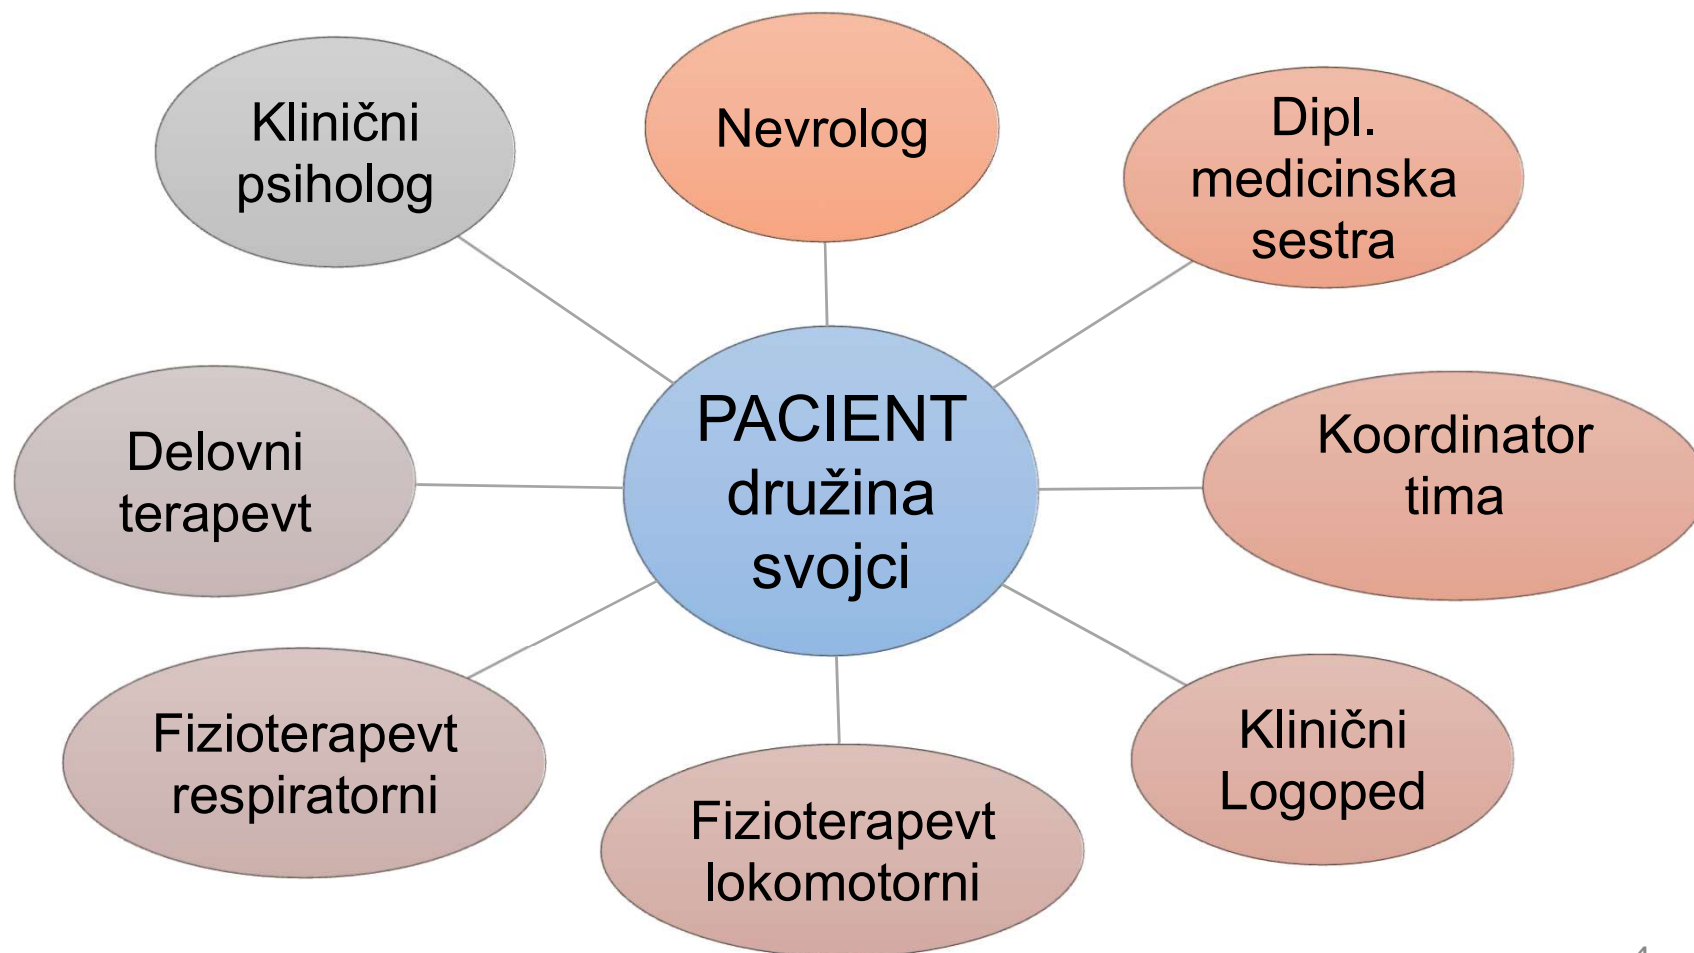 Klinični
psiholog
Nevrolog
Dipl.
medicinska
sestra
PACIENT
družina
svojci
Delovni
terapevt
Koordinator
tima
Fizioterapevt
respiratorni
Fizioterapevt
lokomotorni
Klinični
Logoped